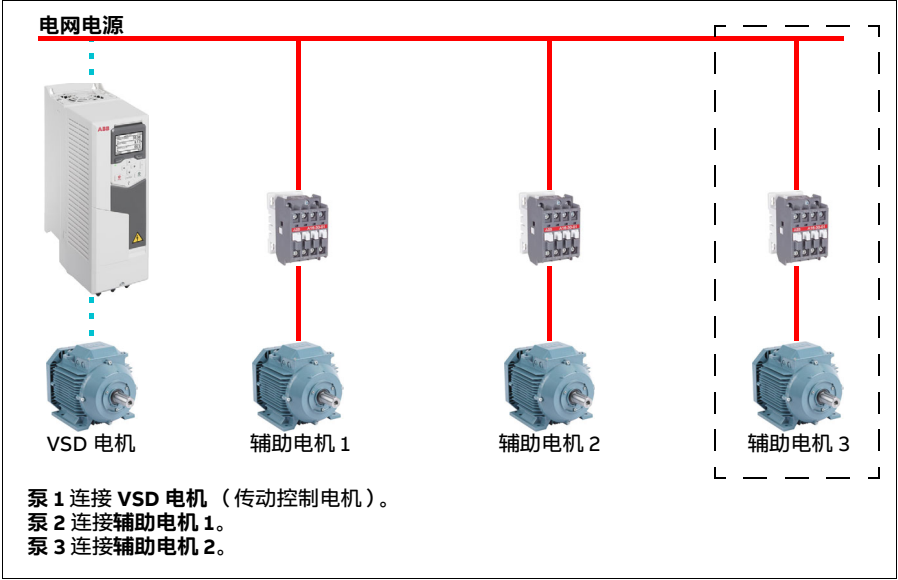 电网电源
ABB
VSD 电机
辅助电机 1
辅助电机 2
辅助电机 3
泵 1 连接 VSD 电机 （传动控制电机）。
泵 2 连接辅助电机 1。
泵 3 连接辅助电机 2。